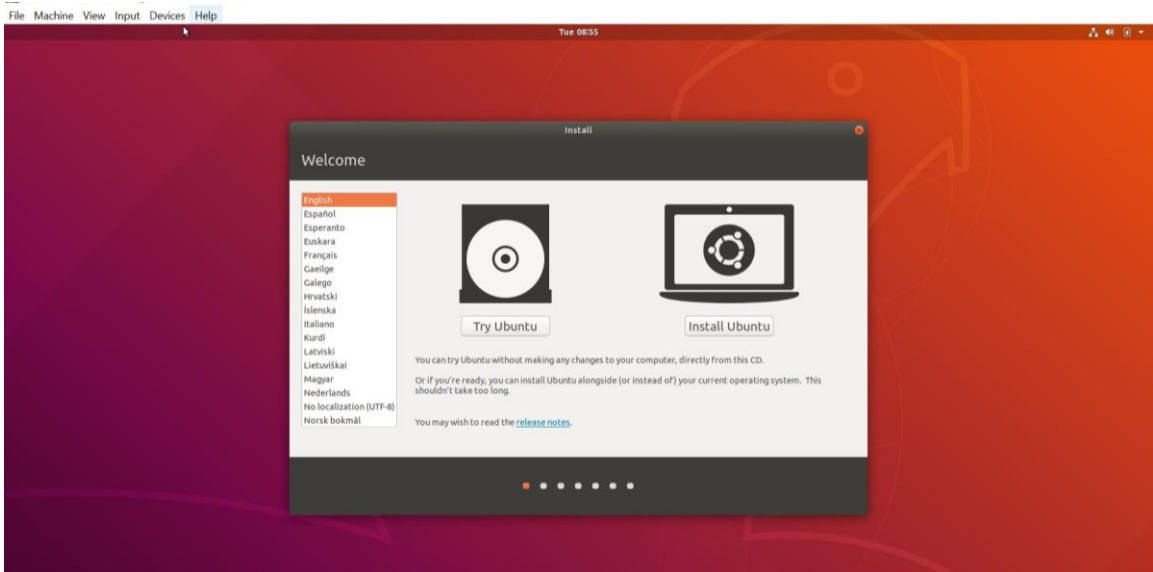 File Machine View Input Devices Help
Tue 08:55
Install
Welcome
English
Español
Esperanto
Euskara
Français
Gaeilge
Galego
Hrvatski
Íslenska
Italiano
Kurdî
Latviski
Lietuviškai
Magyar
Nederlands
No localization (UTF-8)
Norsk bokmål
Try Ubuntu
Install Ubuntu
You can try Ubuntu without making any changes to your computer, directly from this CD.
Or if you're ready, you can install Ubuntu alongside (or instead of) your current operating system. This
shouldn't take too long.
You may wish to read the release notes.